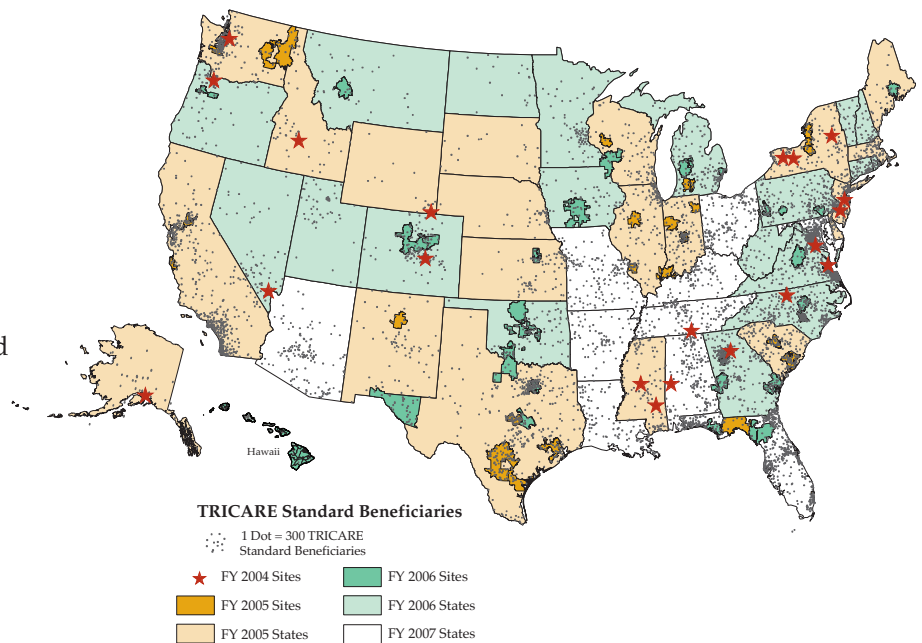 d
Hawaii
TRICARE Standard Beneficiaries
1 Dot = 300 TRICARE
Standard Beneficiaries
FY 2004 Sites
FY 2006 Sites
FY 2005 Sites
FY 2006 States
FY 2005 States
FY 2007 States